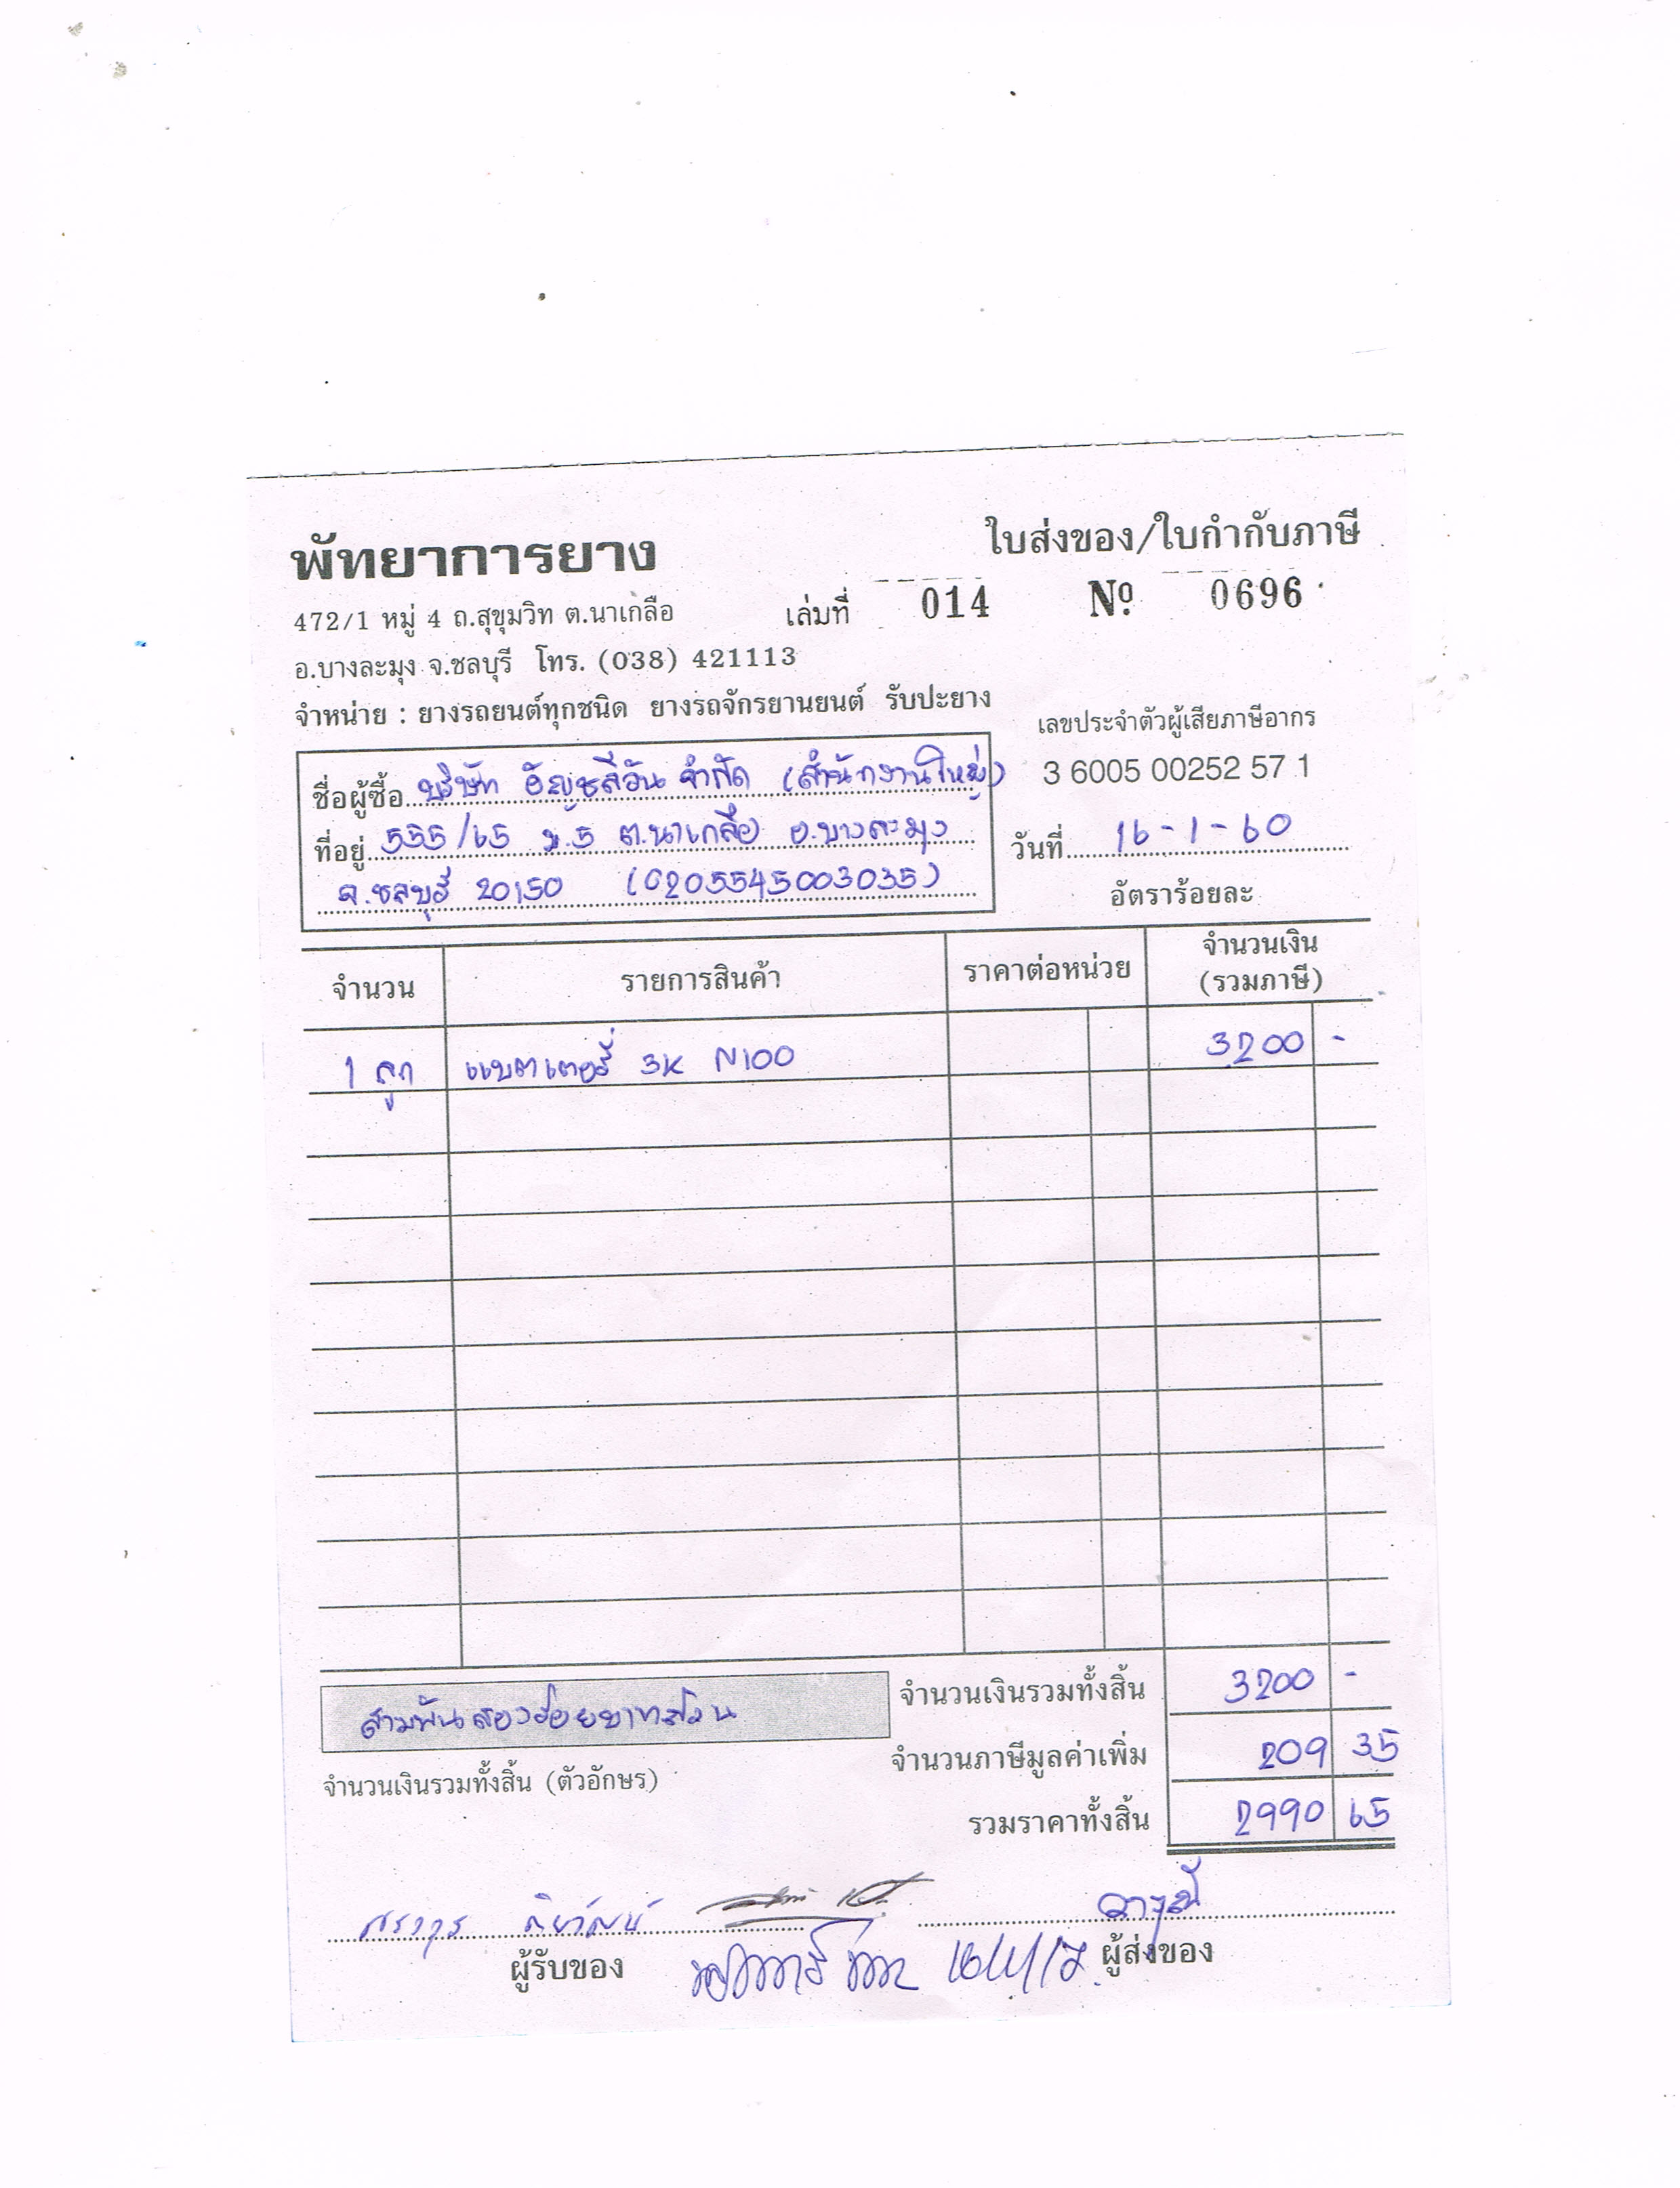 พัทยาการยาง
ใบส่งของ/ใบกำกับภาษี
472/1 หมู่ 4 ถ.สุขุมวิท ต.นาเกลือ
เล่มที่ 014 Nº 0696
อ.บางละมุง จ.ชลบุรี โทร. (038) 421113
จำหน่าย : ยางรถยนต์ทุกชนิด ยางรถจักรยานยนต์ รับปะยาง
เลขประจำตัวผู้เสียภาษีอากร
3 6005 00252 57 1
ชื่อผู้ซื้อ บริษัท อัญชลีวัน จำกัด (สำนักงานใหญ่)
ที่อยู่ 555/65 ม.5 ต.นาเกลือ อ.บางละมุง
จ.ชลบุรี 20150 (0205545003035)
วันที่ 16-1-60
อัตราร้อยละ
จำนวน รายการสินค้า ราคาต่อหน่วย จำนวนเงิน
(รวมภาษี)
1 ลูก แบตเตอรี่ 3K N100 3200 -
สามพันสองร้อยบาทถ้วน
จำนวนเงินรวมทั้งสิ้น 3200 -
จำนวนเงินรวมทั้งสิ้น (ตัวอักษร)
จำนวนภาษีมูลค่าเพิ่ม 209 35
รวมราคาทั้งสิ้น 2990 65
ผู้รับของ
ผู้ส่งของ